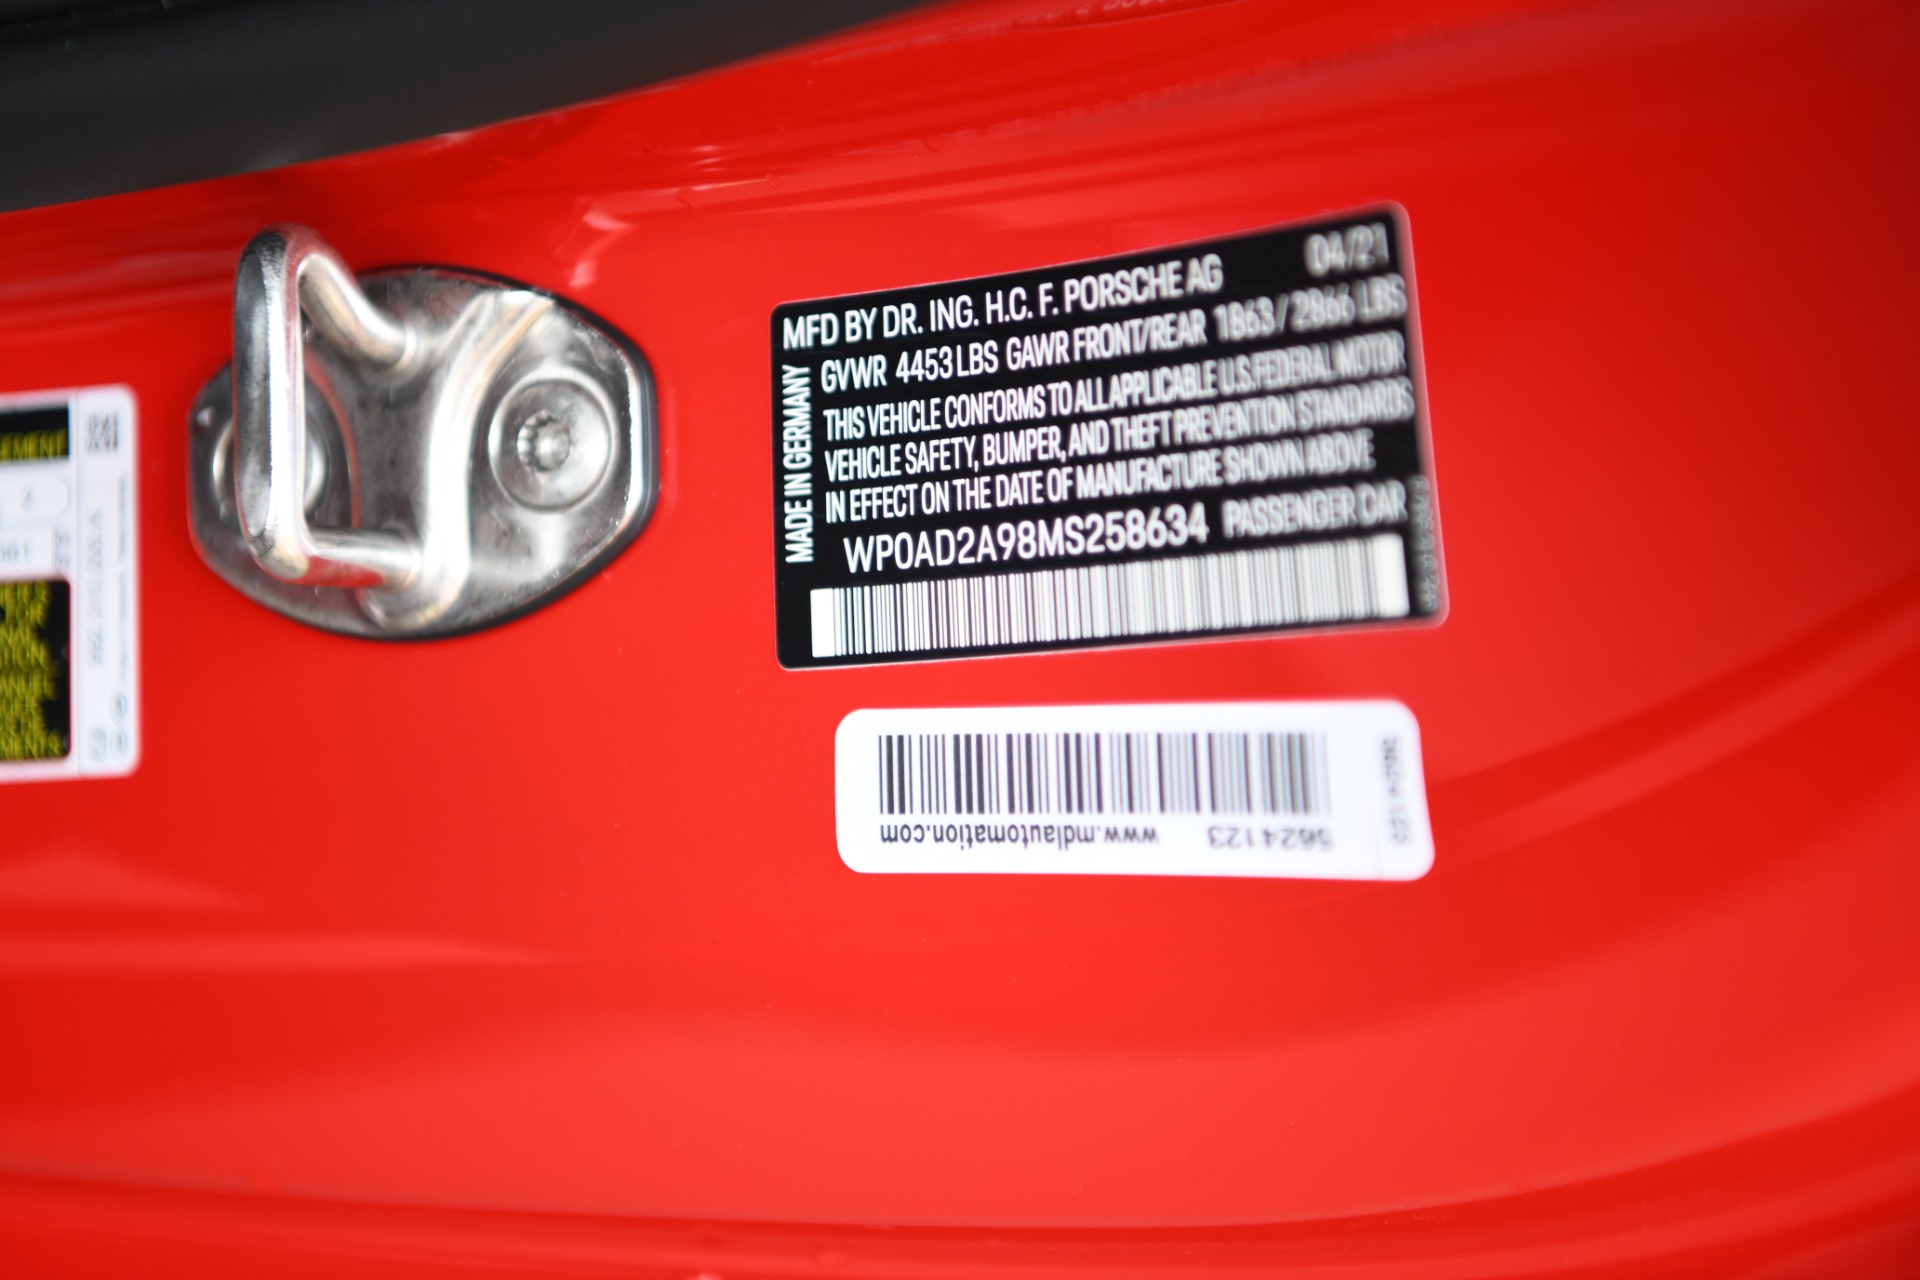 MFD BY DR. ING. H.C. F. PORSCHE AG 04/21
GVWR 4453 LBS GAWR FRONT/REAR 1863 / 2866 LBS
THIS VEHICLE CONFORMS TO ALL APPLICABLE U.S. FEDERAL MOTOR
VEHICLE SAFETY, BUMPER, AND THEFT PREVENTION STANDARDS
IN EFFECT ON THE DATE OF MANUFACTURE SHOWN ABOVE
WP0AD2A98MS258634 PASSENGER CAR
MADE IN GERMANY
www.mdlautomation.com 5624123